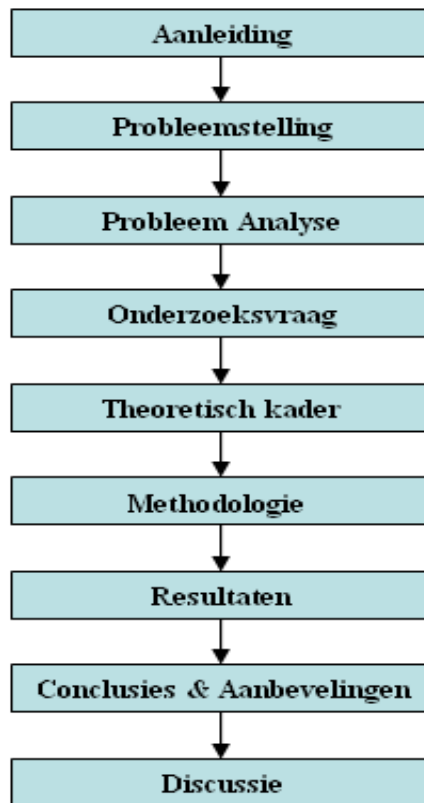 Aanleiding
Probleemstelling
Probleem Analyse
Onderzoeksvraag
Theoretisch kader
Methodologie
Resultaten
Conclusies & Aanbevelingen
Discussie